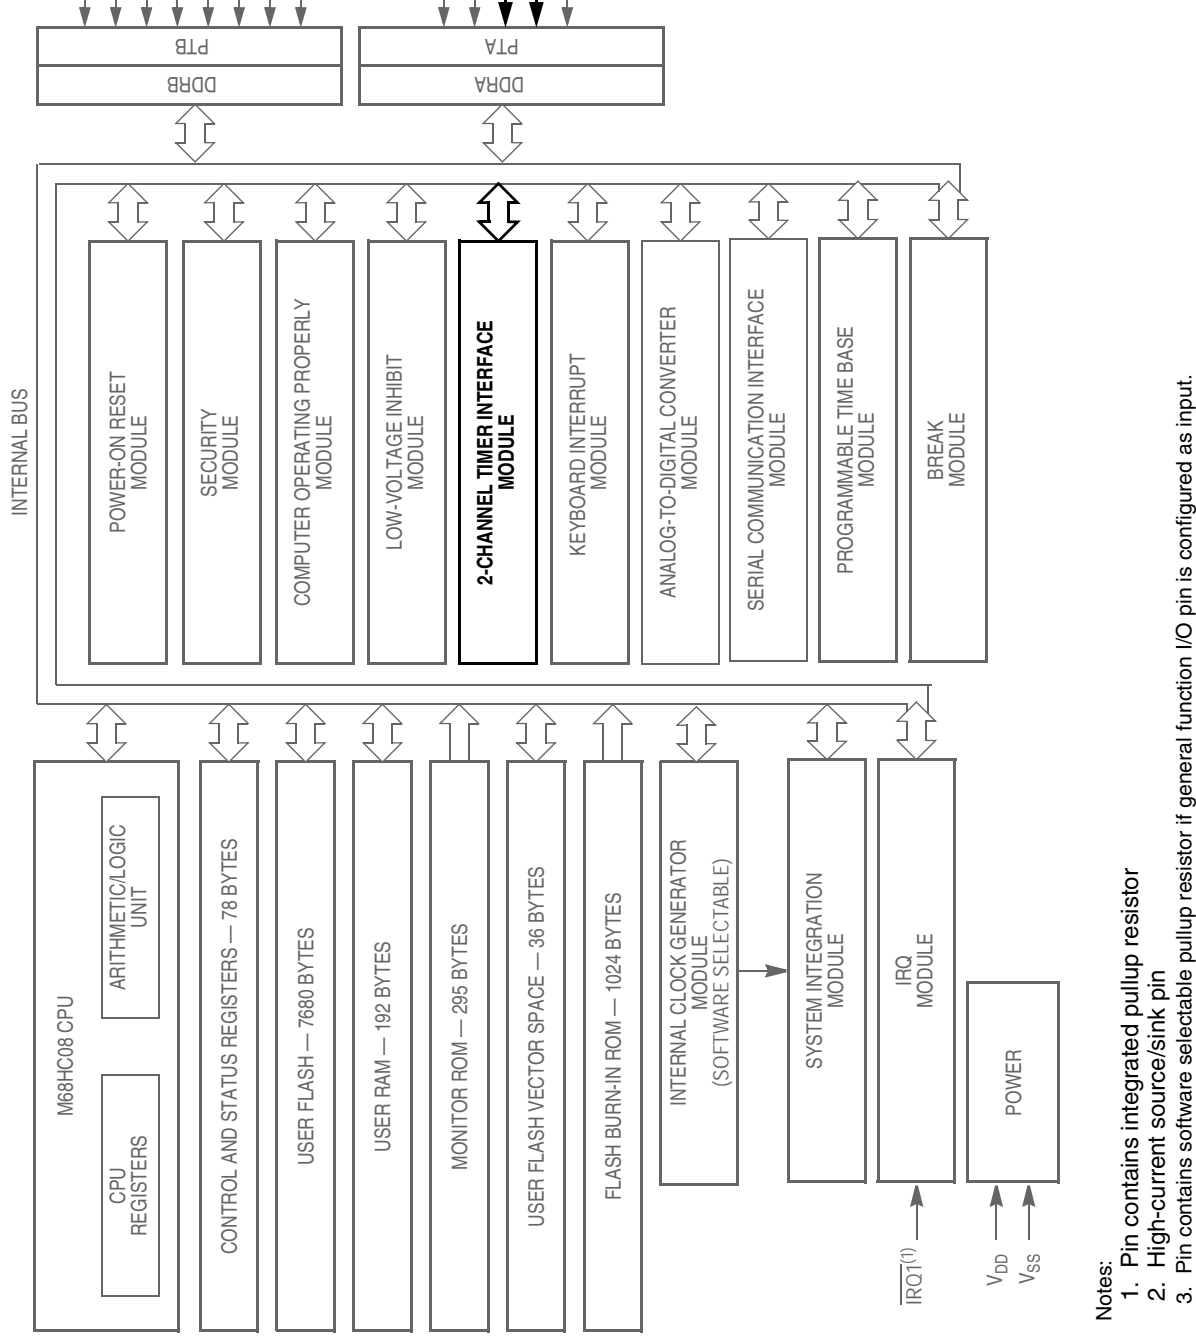 INTERNAL BUS
M68HC08 CPU
CPU
REGISTERS
ARITHMETIC/LOGIC
UNIT
CONTROL AND STATUS REGISTERS — 78 BYTES
USER FLASH — 7680 BYTES
USER RAM — 192 BYTES
MONITOR ROM — 295 BYTES
USER FLASH VECTOR SPACE — 36 BYTES
FLASH BURN-IN ROM — 1024 BYTES
INTERNAL CLOCK GENERATOR
MODULE
(SOFTWARE SELECTABLE)
SYSTEM INTEGRATION
MODULE
IRQ1(1)
IRQ
MODULE
VDD
VSS
POWER
POWER-ON RESET
MODULE
SECURITY
MODULE
COMPUTER OPERATING PROPERLY
MODULE
LOW-VOLTAGE INHIBIT
MODULE
2-CHANNEL TIMER INTERFACE
MODULE
KEYBOARD INTERRUPT
MODULE
ANALOG-TO-DIGITAL CONVERTER
MODULE
SERIAL COMMUNICATION INTERFACE
MODULE
PROGRAMMABLE TIME BASE
MODULE
BREAK
MODULE
DDRB
PTB
DDRA
PTA
Notes:
1. Pin contains integrated pullup resistor
2. High-current source/sink pin
3. Pin contains software selectable pullup resistor if general function I/O pin is configured as input.